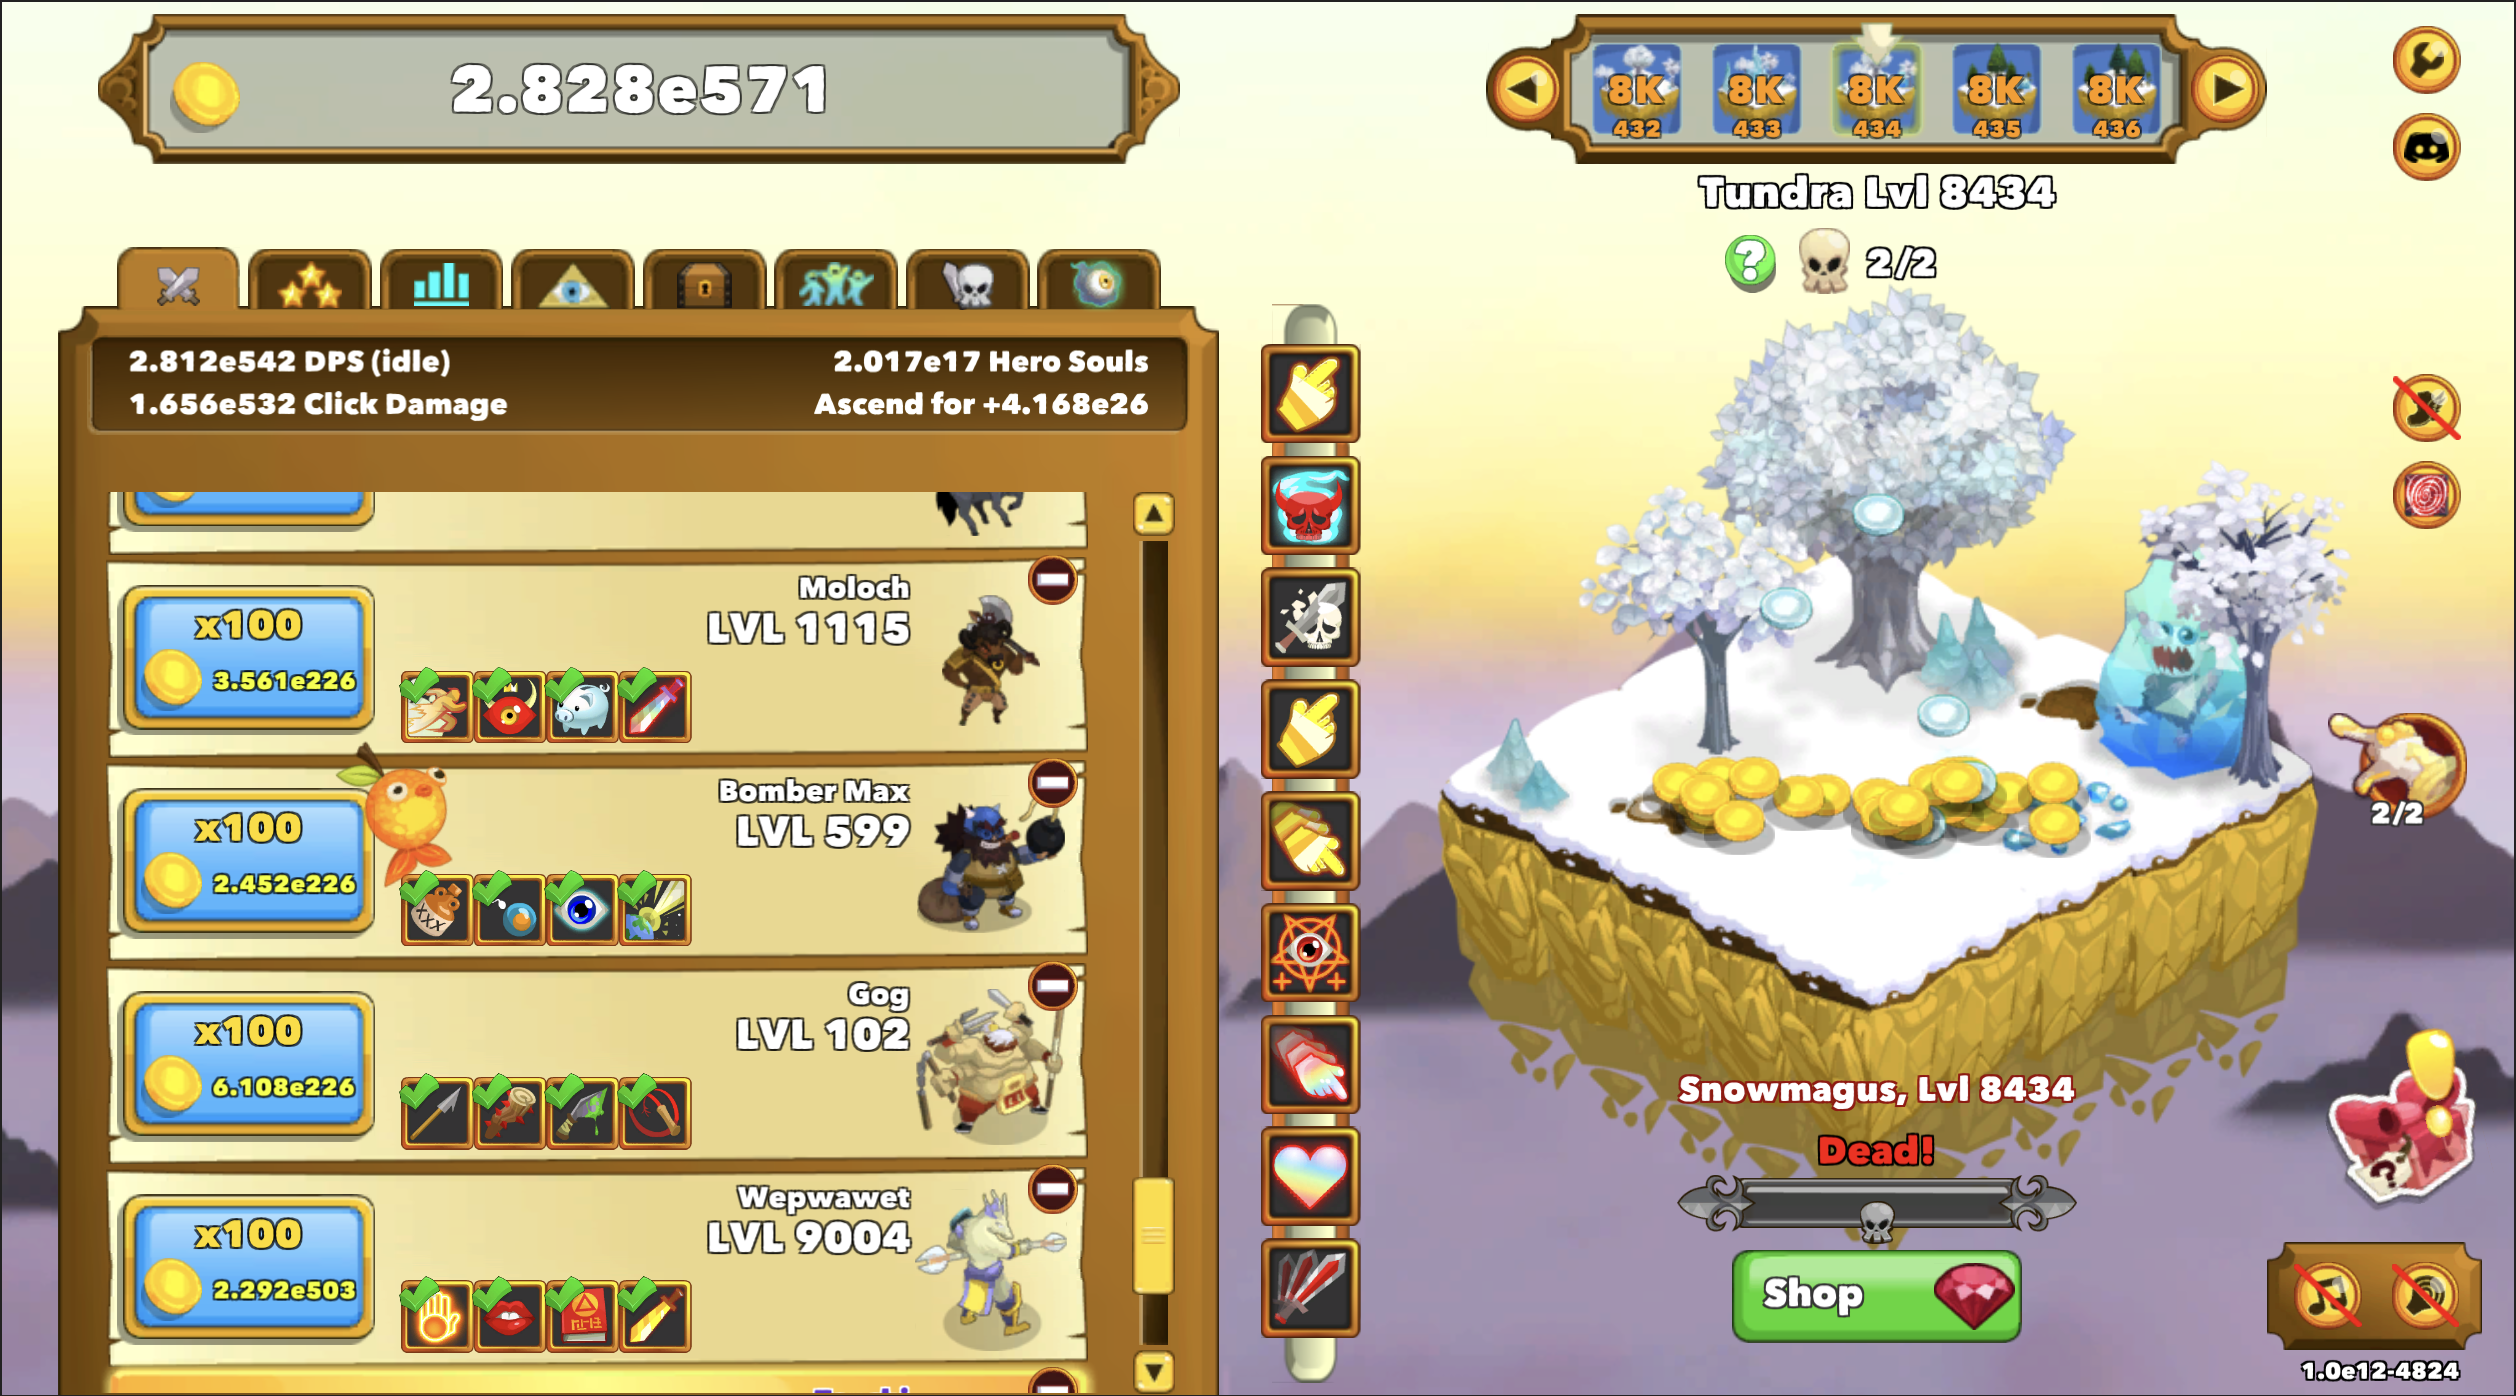 2.828e571
8K 8K 8K 8K 8K
432 433 434 435 436
Tundra Lvl 8434
2/2
2.812e542 DPS (idle)
2.017e17 Hero Souls
1.656e532 Click Damage
Ascend for +4.168e26
Moloch
x100
LVL 1115
3.561e226
Bomber Max
x100
LVL 599
2.452e226
XXX
Gog
x100
LVL 102
6.108e226
Wepwawet
x100
LVL 9004
2.292e503
2/2
Snowmagus, Lvl 8434
Dead!
Shop
1.0e12-4824